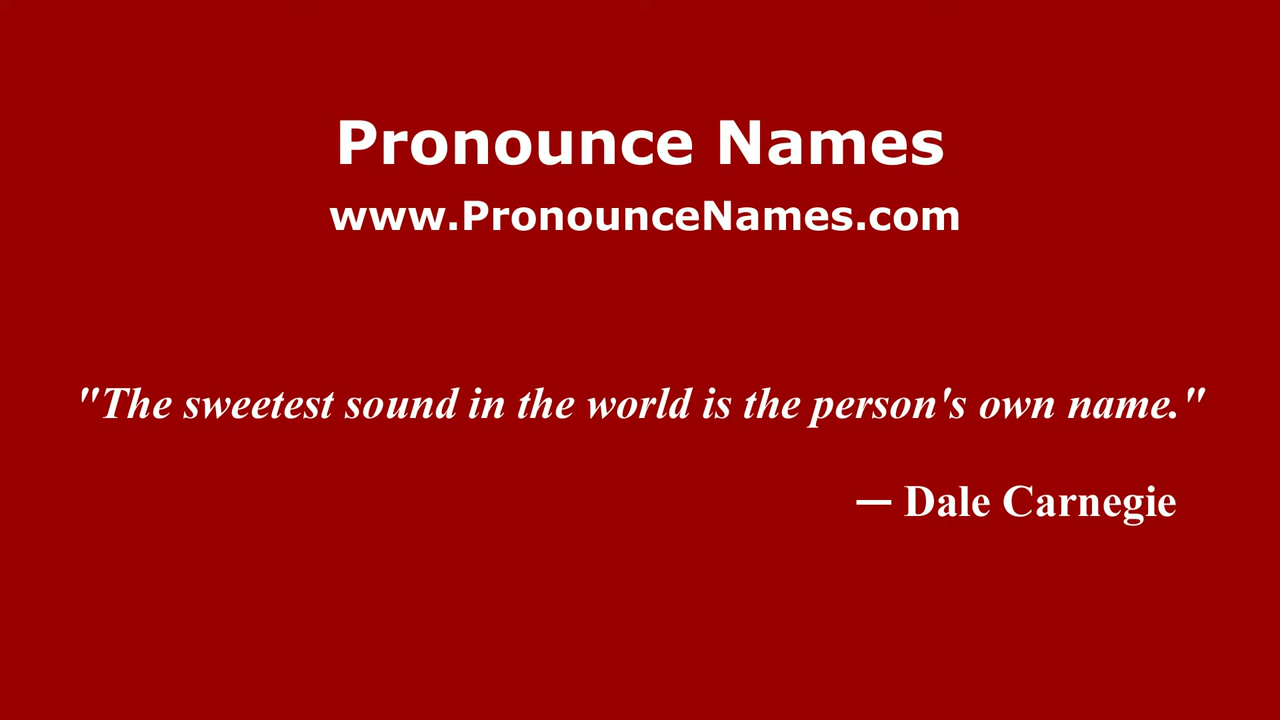 Pronounce Names
www.PronounceNames.com
"The sweetest sound in the world is the person's own name."
— Dale Carnegie